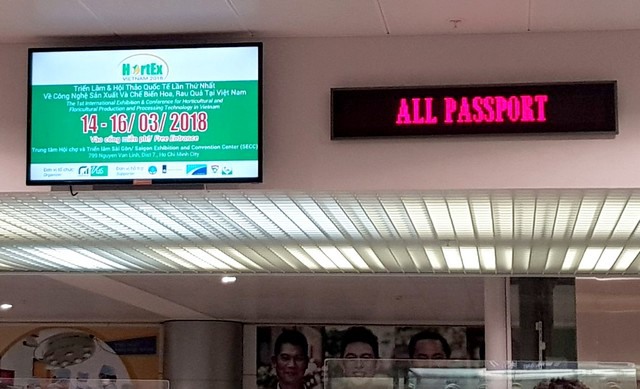 HortEx
VIETNAM 2018
Triển Lãm & Hội Thảo Quốc Tế Lần Thứ Nhất
Về Công Nghệ Sản Xuất Và Chế Biến Hoa, Rau Quả Tại Việt Nam
The 1st International Exhibition & Conference for Horticultural and
Floricultural Production and Processing Technology in Vietnam
14 - 16/ 03/ 2018
Vào cổng miễn phí/ Free Entrance
Trung tâm Hội chợ và Triển lãm Sài Gòn/ Saigon Exhibition and Convention Center (SECC)
799 Nguyen Van Linh, Dist 7., Ho Chi Minh City
ALL PASSPORT